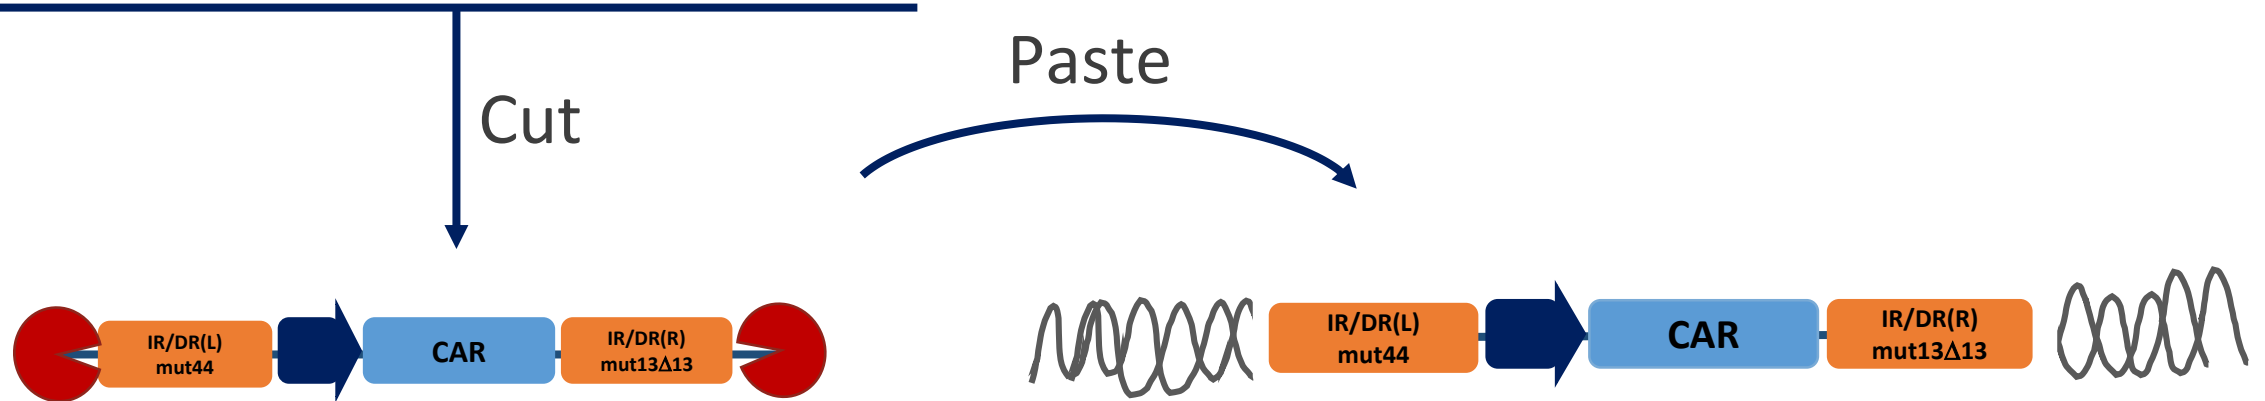 Paste
Cut
IR/DR(L)
mut44
CAR
IR/DR(R)
mut13Δ13
IR/DR(L)
mut44
CAR
IR/DR(R)
mut13Δ13